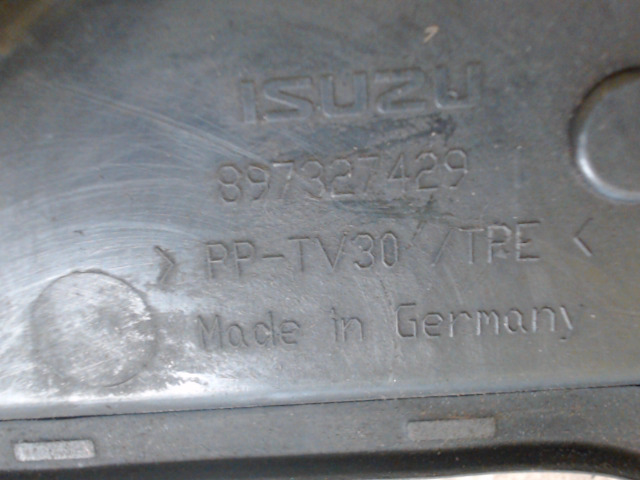 ISUZU
897327429
> PP-TV30 /TPE <
Made in Germany